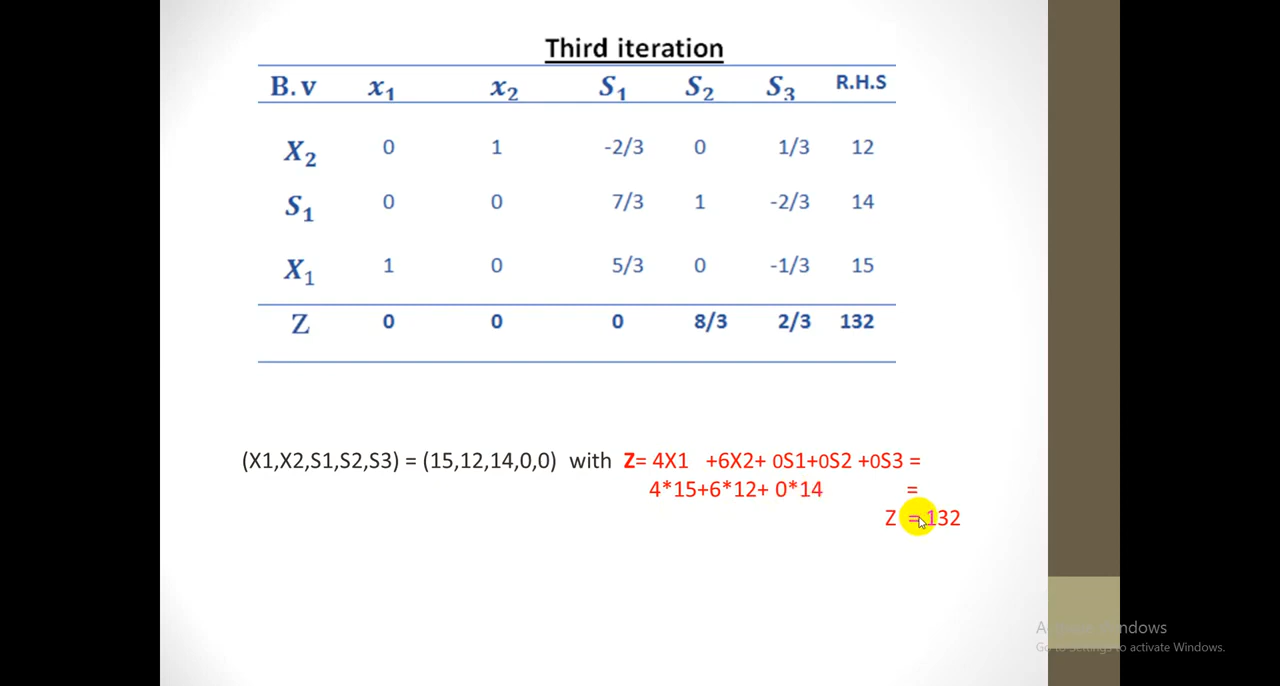 Third iteration
B.v x₁ x₂ S₁ S₂ S₃ R.H.S
X₂ 0 1 -2/3 0 1/3 12
S₁ 0 0 7/3 1 -2/3 14
X₁ 1 0 5/3 0 -1/3 15
Z 0 0 0 8/3 2/3 132
(X1,X2,S1,S2,S3) = (15,12,14,0,0) with Z= 4X1 +6X2+ 0S1+0S2 +0S3 =
4*15+6*12+ 0*14 =
Z = 132
Activate Windows
Go to Settings to activate Windows.